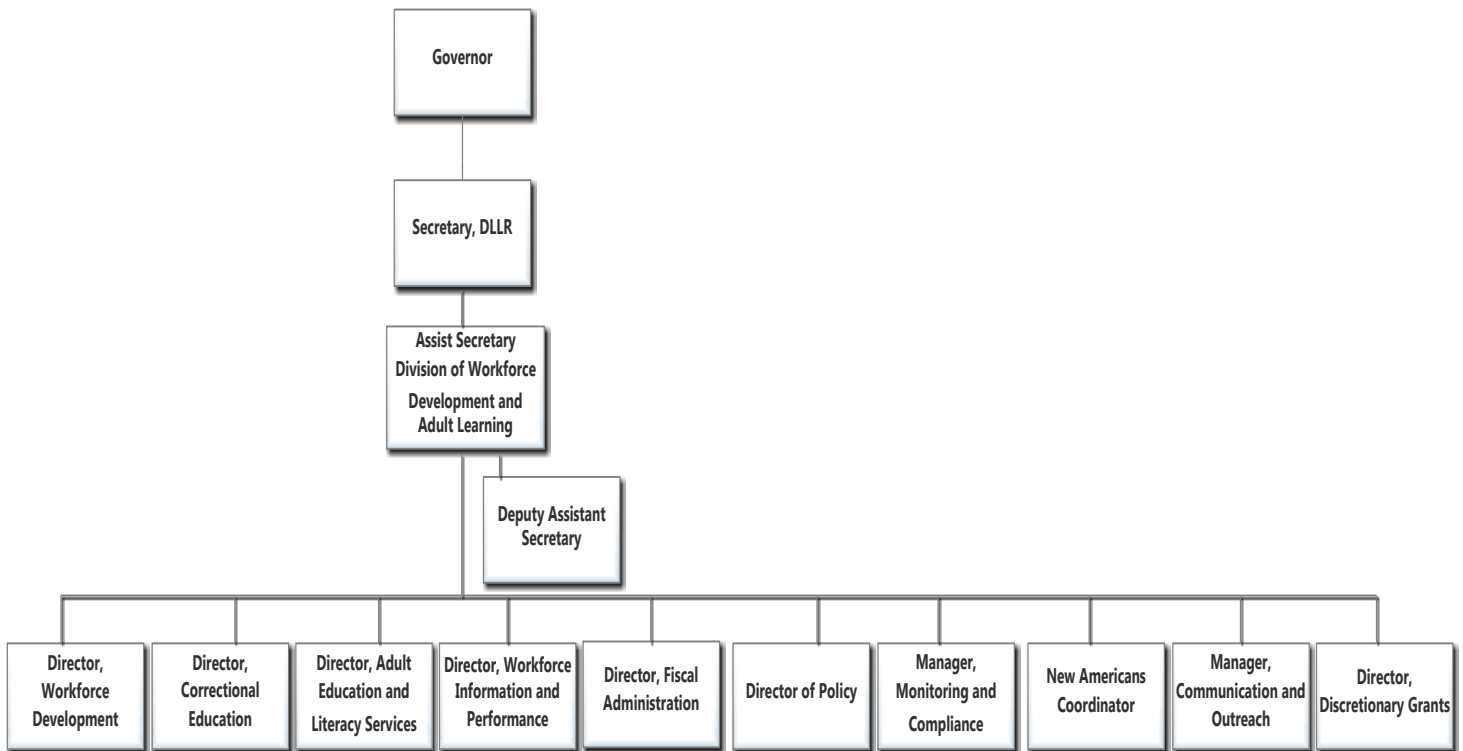 Governor
Secretary, DLLR
Assist Secretary
Division of Workforce
Development and
Adult Learning
Deputy Assistant
Secretary
Director,
Workforce
Development
Director,
Correctional
Education
Director, Adult
Education and
Literacy Services
Director, Workforce
Information and
Performance
Director, Fiscal
Administration
Director of Policy
Manager,
Monitoring and
Compliance
New Americans
Coordinator
Manager,
Communication and
Outreach
Director,
Discretionary Grants